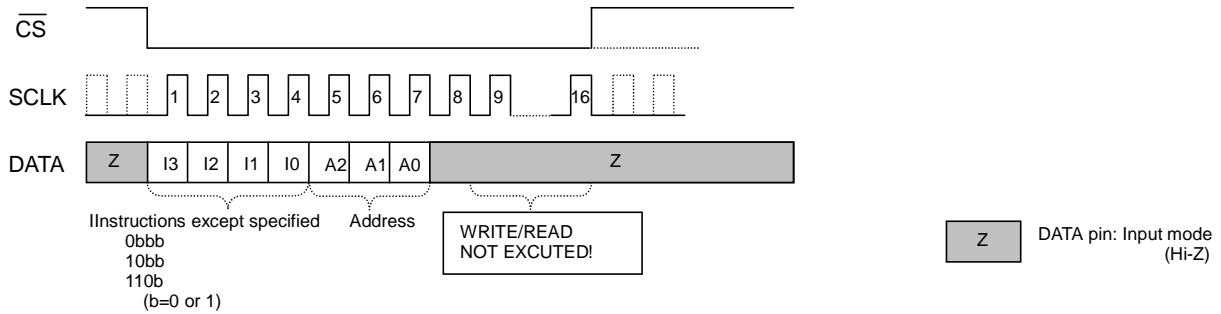 CS
SCLK 1 2 3 4 5 6 7 8 9 16
DATA Z I3 I2 I1 I0 A2 A1 A0 Z
IInstructions except specified Address
0bbb
10bb
110b
(b=0 or 1)
WRITE/READ
NOT EXCUTED!
Z DATA pin: Input mode
(Hi-Z)